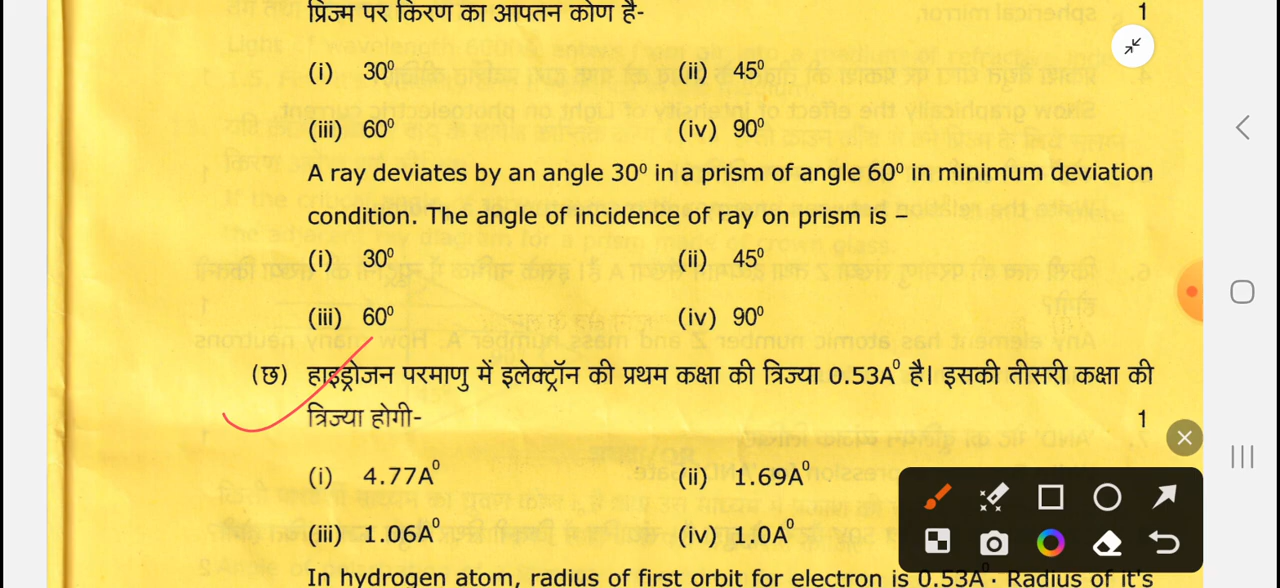 प्रिज्म पर किरण का आपतन कोण है- 1
(i) 30⁰ (ii) 45⁰
(iii) 60⁰ (iv) 90⁰
A ray deviates by an angle 30⁰ in a prism of angle 60⁰ in minimum deviation
condition. The angle of incidence of ray on prism is –
(i) 30⁰ (ii) 45⁰
(iii) 60⁰ (iv) 90⁰
(छ) हाइड्रोजन परमाणु में इलेक्ट्रॉन की प्रथम कक्षा की त्रिज्या 0.53A⁰ है। इसकी तीसरी कक्षा की
त्रिज्या होगी- 1
(i) 4.77A⁰ (ii) 1.69A⁰
(iii) 1.06A⁰ (iv) 1.0A⁰
In hydrogen atom, radius of first orbit for electron is 0.53A⁰. Radius of it's